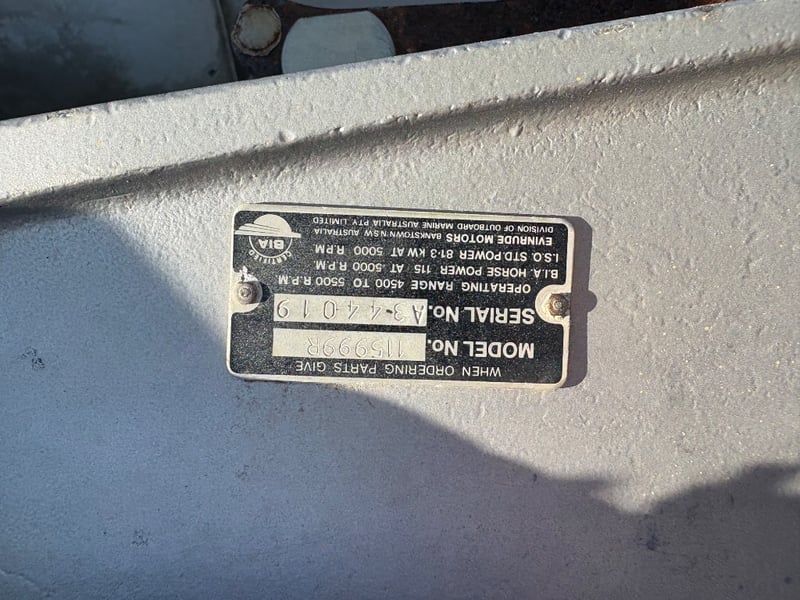 WHEN ORDERING PARTS GIVE
MODEL No. 115999R
SERIAL No. A344019
OPERATING RANGE 4500 TO 5500 R.P.M.
B.I.A. HORSE POWER 115 AT 5000 R.P.M.
I.S.O. STD. POWER 81·3 KW AT 5000 R.P.M.
EVINRUDE MOTORS BANKSTOWN N.S.W. AUSTRALIA
DIVISION OF OUTBOARD MARINE AUSTRALIA PTY. LIMITED
CERTIFIED
BIA